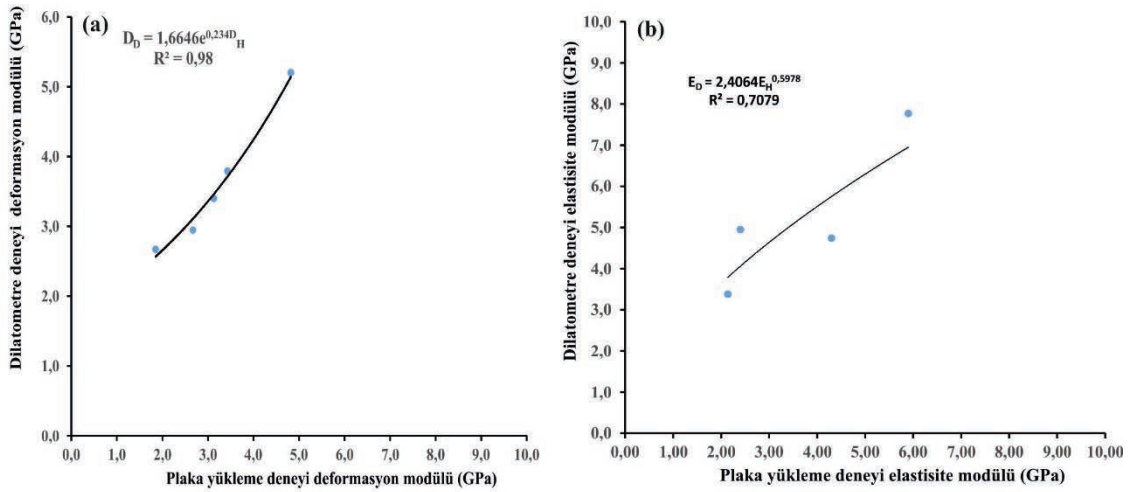 (a)
D_D = 1,6646e^0,234D_H
R² = 0,98
Dilatometre deneyi deformasyon modülü (GPa)
6,0
5,0
4,0
3,0
2,0
1,0
0,0
0,0 1,0 2,0 3,0 4,0 5,0 6,0 7,0 8,0 9,0 10,0
Plaka yükleme deneyi deformasyon modülü (GPa)
(b)
E_D = 2,4064E_H^0,5978
R² = 0,7079
Dilatometre deneyi elastisite modülü (GPa)
10,0
9,0
8,0
7,0
6,0
5,0
4,0
3,0
2,0
1,0
0,0
0,00 1,00 2,00 3,00 4,00 5,00 6,00 7,00 8,00 9,00 10,00
Plaka yükleme deneyi elastisite modülü (GPa)